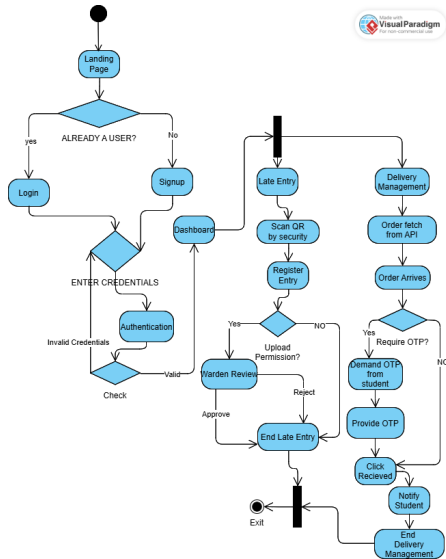 Made with
VisualParadigm
For non-commercial use
Landing
Page
ALREADY A USER?
yes
No
Login
Signup
ENTER CREDENTIALS
Authentication
Invalid Credentials
Check
Valid
Dashboard
Late Entry
Scan QR
by security
Register
Entry
Upload
Permission?
Yes
NO
Warden Review
Reject
Approve
End Late Entry
Delivery
Management
Order fetch
from API
Order Arrives
Require OTP?
Yes
NO
Demand OTP
from
student
Provide OTP
Click
Recieved
Notify
Student
End
Delivery
Management
Exit